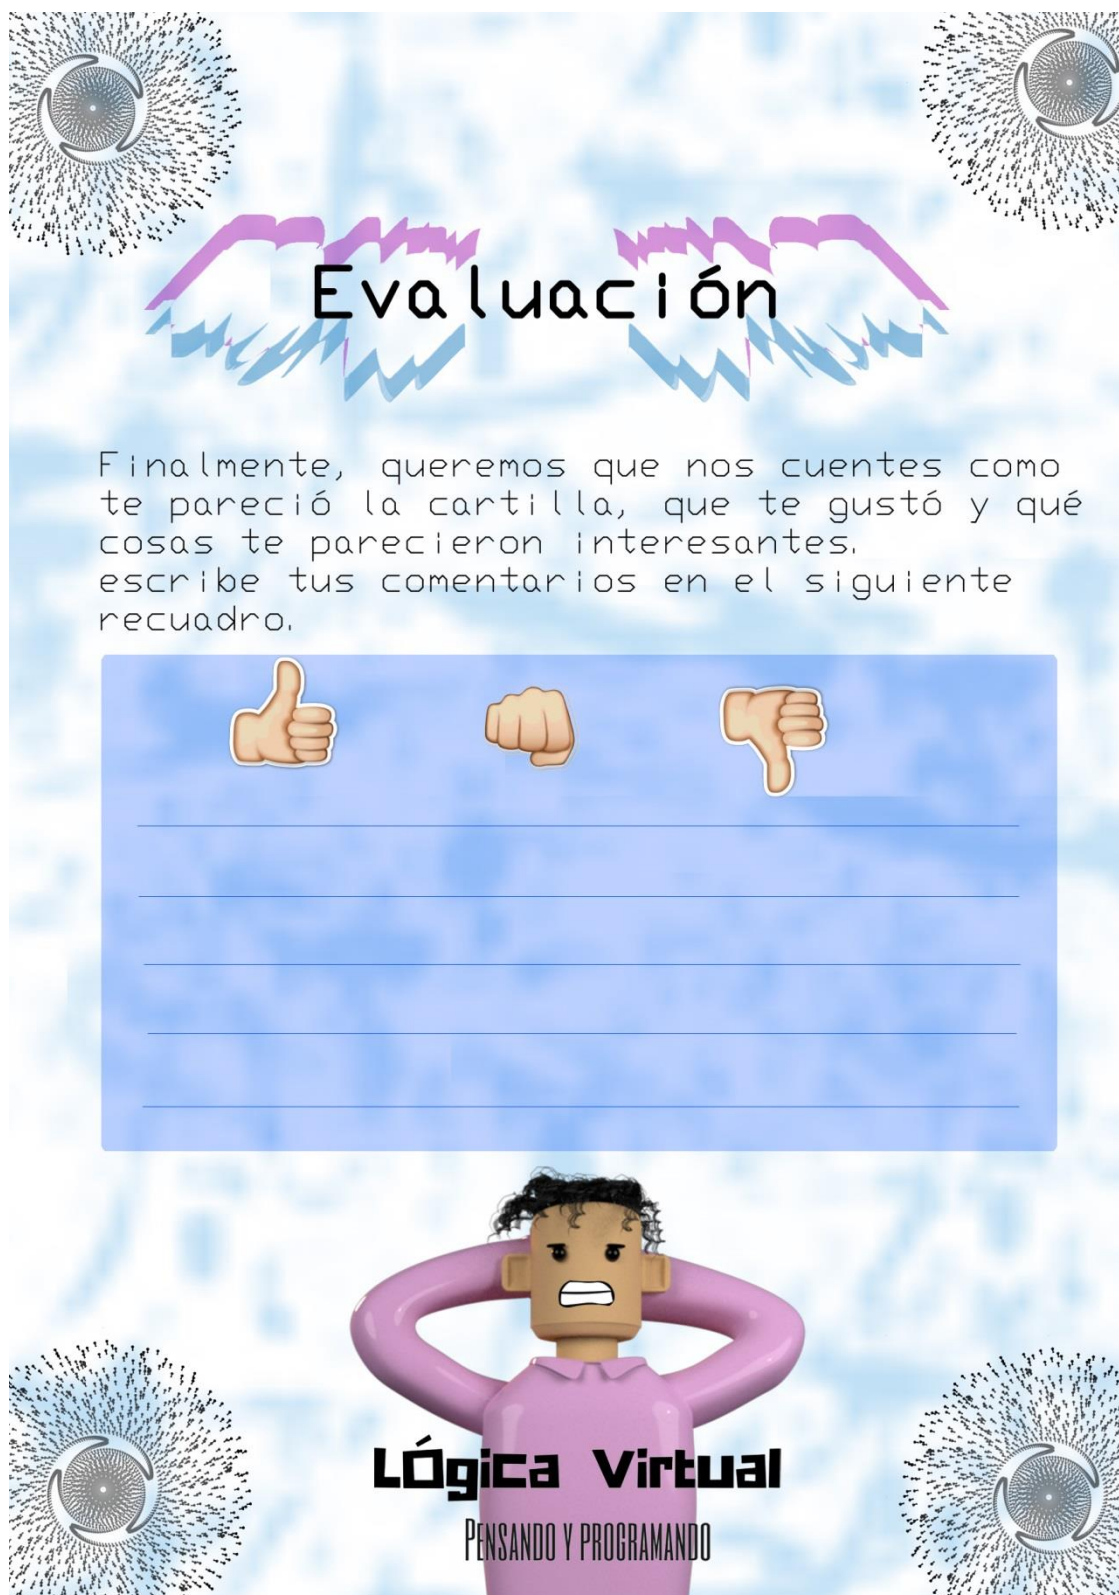 Evaluación
Finalmente, queremos que nos cuentes como
te pareció la cartilla, que te gustó y qué
cosas te parecieron interesantes.
escribe tus comentarios en el siguiente
recuadro.
LÓgica Virtual
PENSANDO Y PROGRAMANDO